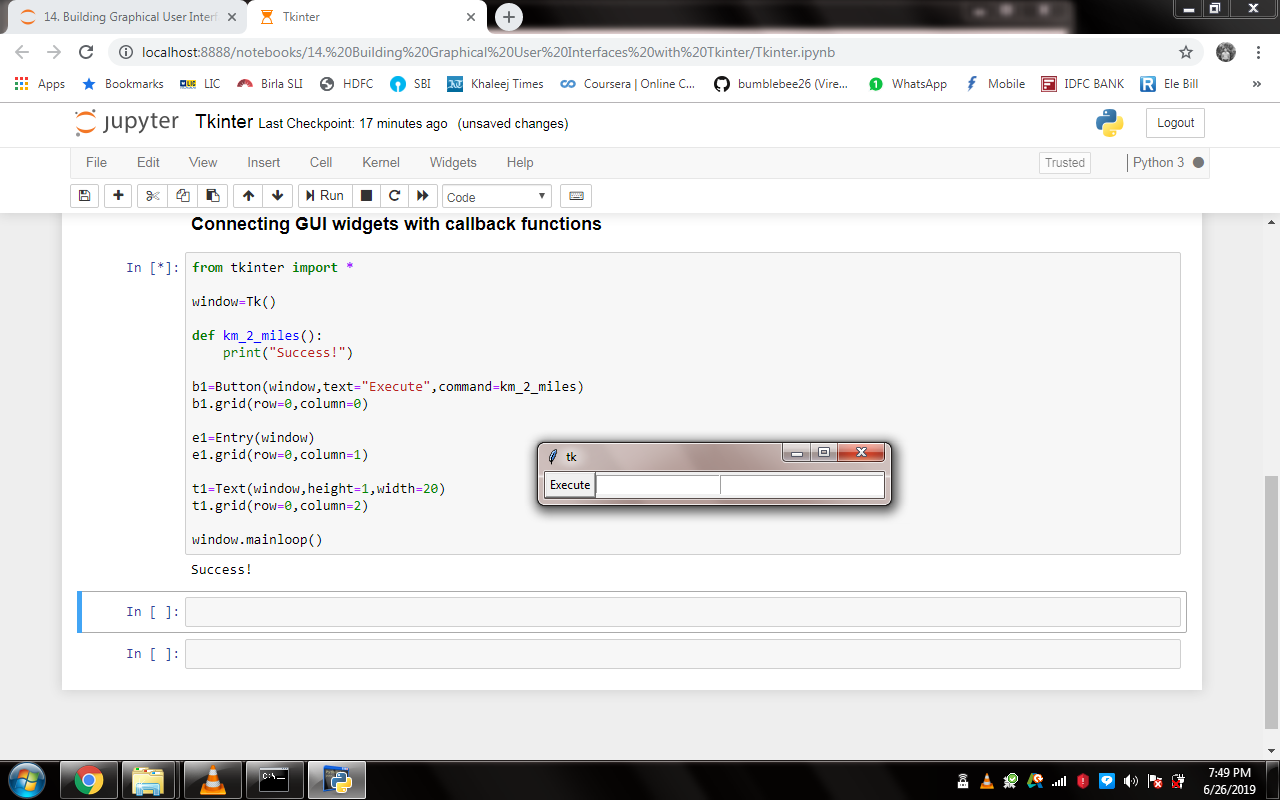 14. Building Graphical User Interf
Tkinter
localhost:8888/notebooks/14.%20Building%20Graphical%20User%20Interfaces%20with%20Tkinter/Tkinter.ipynb
Apps
Bookmarks
LIC
Birla SLI
HDFC
SBI
Khaleej Times
Coursera | Online C...
bumblebee26 (Vire...
WhatsApp
Mobile
IDFC BANK
Ele Bill
»
jupyter Tkinter Last Checkpoint: 17 minutes ago (unsaved changes)
Logout
File Edit View Insert Cell Kernel Widgets Help
Trusted
Python 3
Run
Code
Connecting GUI widgets with callback functions
In [*]:
from tkinter import *
window=Tk()
def km_2_miles():
    print("Success!")
b1=Button(window,text="Execute",command=km_2_miles)
b1.grid(row=0,column=0)
e1=Entry(window)
e1.grid(row=0,column=1)
t1=Text(window,height=1,width=20)
t1.grid(row=0,column=2)
window.mainloop()
tk
Execute
Success!
In [ ]:
In [ ]:
7:49 PM
6/26/2019